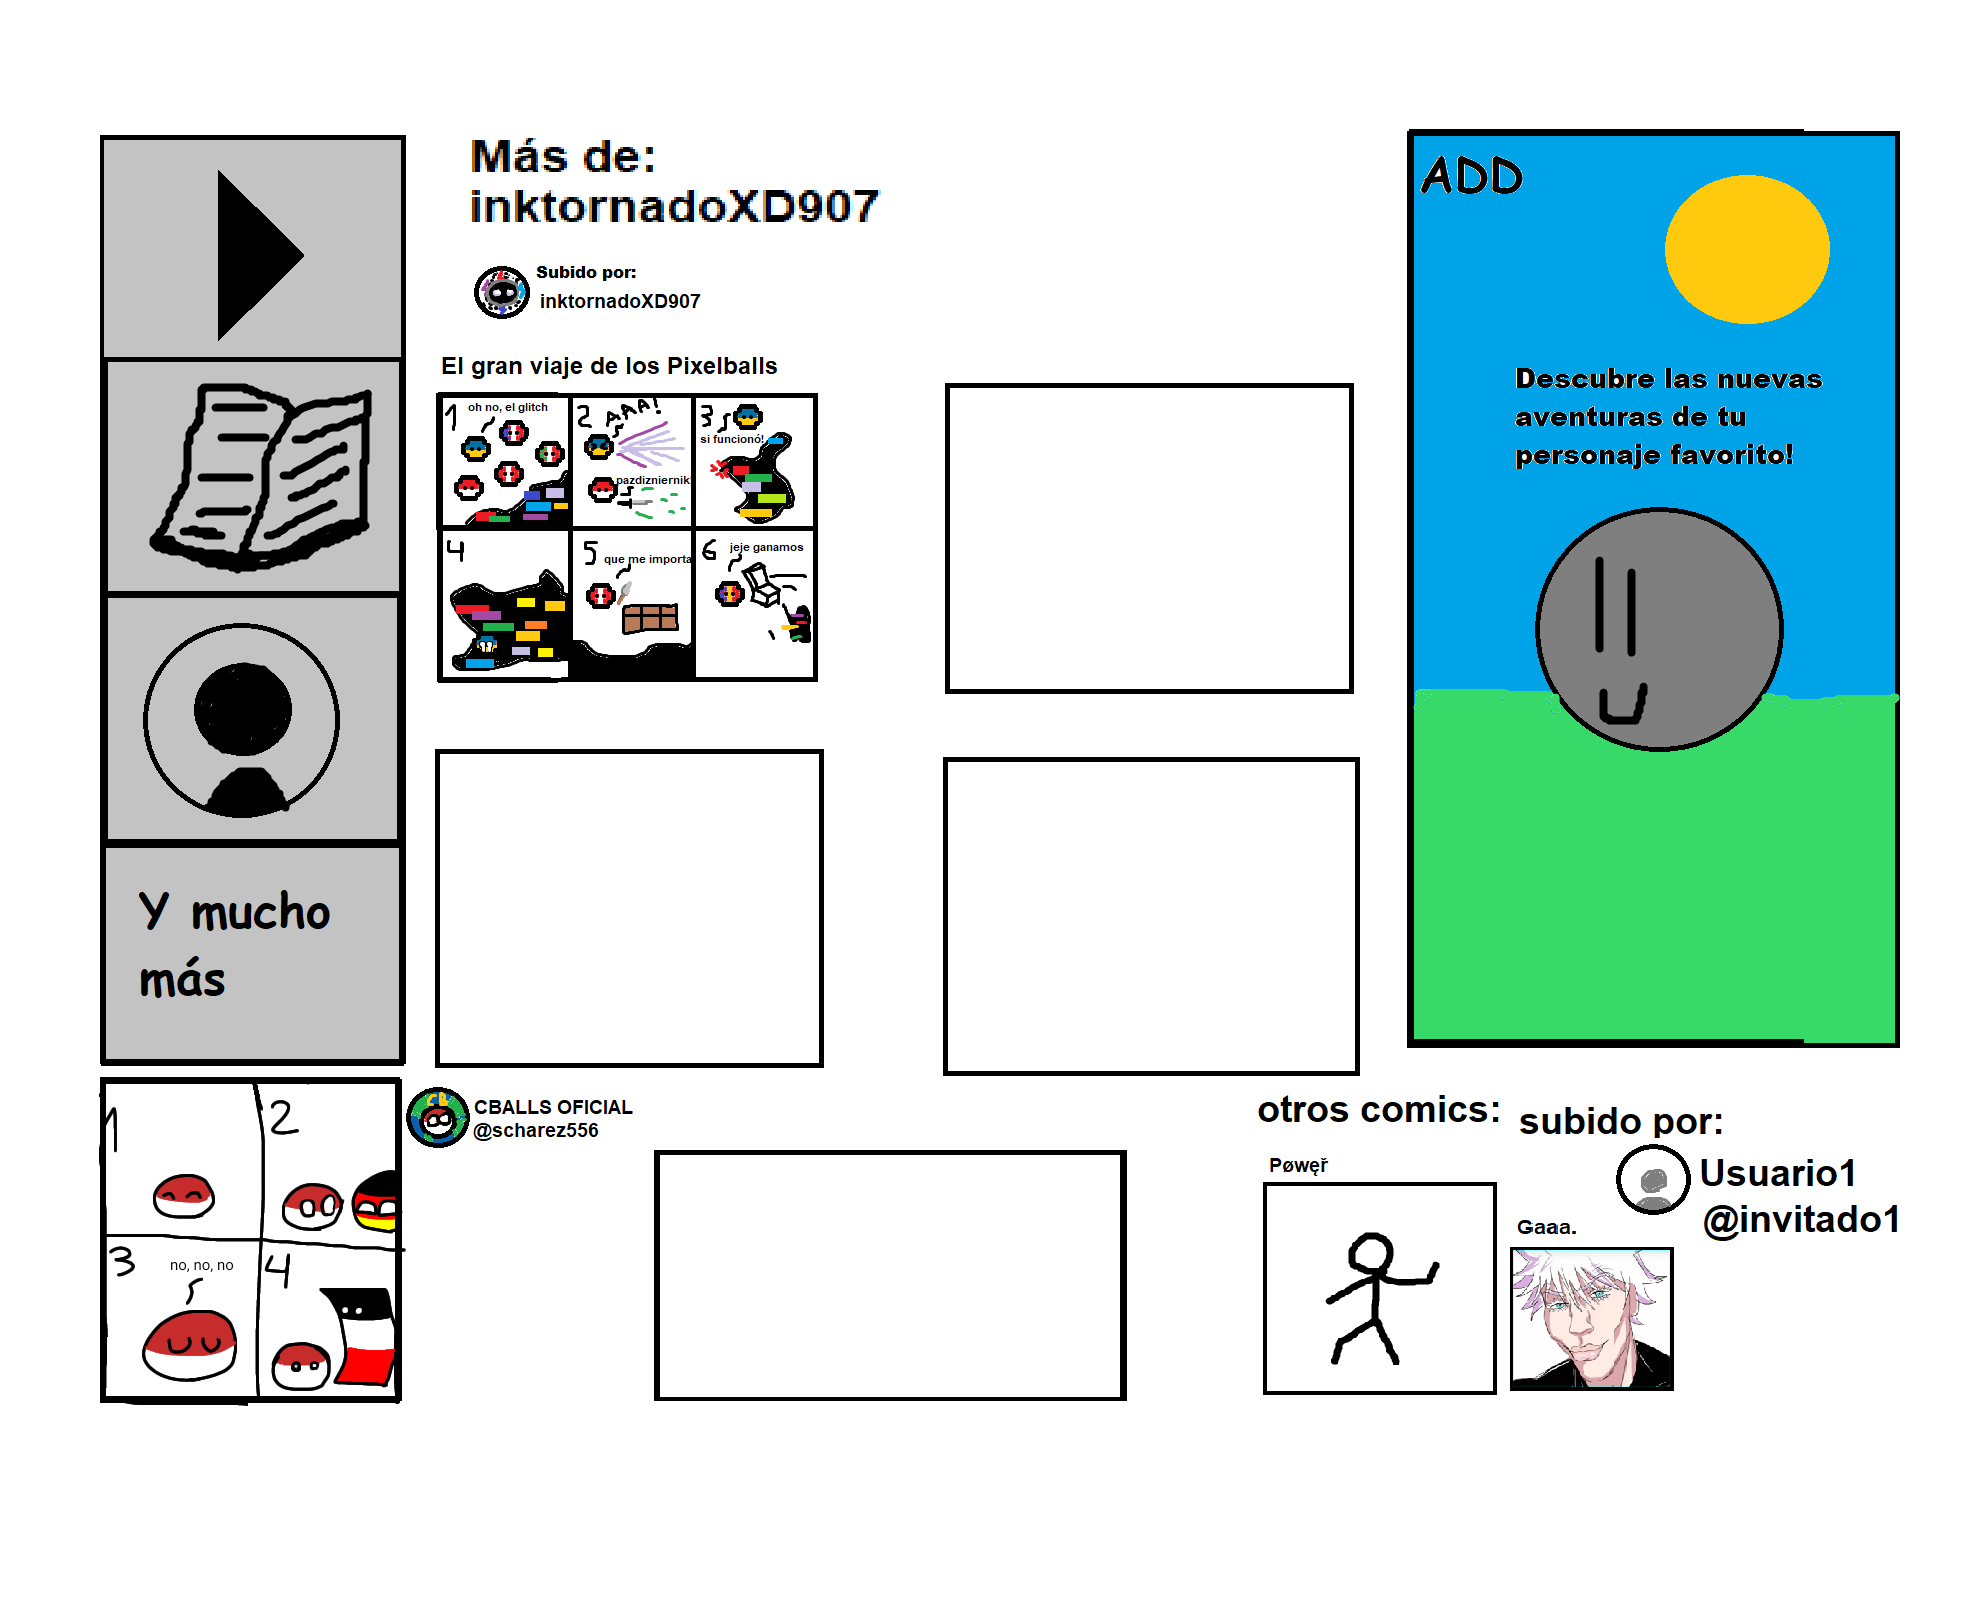 Más de:
inktornadoXD907
Subido por:
inktornadoXD907
El gran viaje de los Pixelballs
1
oh no, el glitch
2
AAA!
pazdiziernik
3
si funcionó!
4
5
que me importa
6
jeje ganamos
ADD
Descubre las nuevas
aventuras de tu
personaje favorito!
Y mucho
más
1
2
3
no, no, no
4
CB
CBALLS OFICIAL
@scharez556
otros comics:
Pøwęř
subido por:
Usuario1
@invitado1
Gaaa.